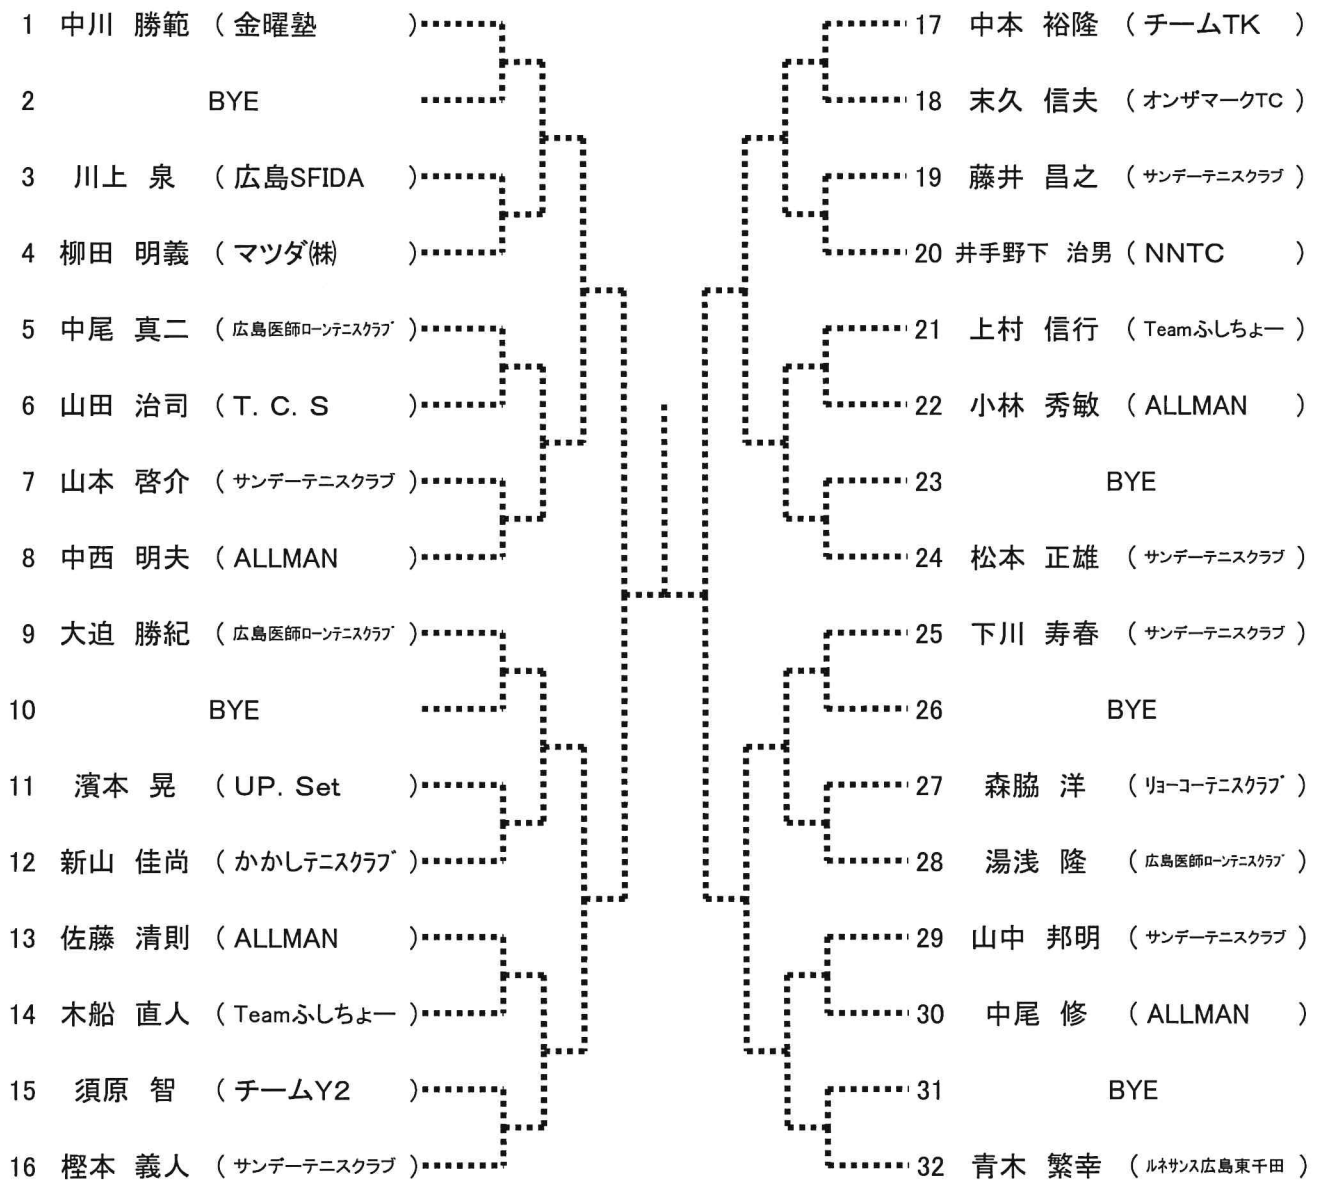 1 中川 勝範 ( 金曜塾 )
2 BYE
3 川上 泉 ( 広島SFIDA )
4 柳田 明義 ( マツダ㈱ )
5 中尾 真二 ( 広島医師ローンテニスクラブ )
6 山田 治司 ( T. C. S )
7 山本 啓介 ( サンデーテニスクラブ )
8 中西 明夫 ( ALLMAN )
9 大迫 勝紀 ( 広島医師ローンテニスクラブ )
10 BYE
11 濱本 晃 ( UP. Set )
12 新山 佳尚 ( かかしテニスクラブ )
13 佐藤 清則 ( ALLMAN )
14 木船 直人 ( Teamふしちょー )
15 須原 智 ( チームY2 )
16 樫本 義人 ( サンデーテニスクラブ )
17 中本 裕隆 ( チームTK )
18 末久 信夫 ( オンザマークTC )
19 藤井 昌之 ( サンデーテニスクラブ )
20 井手野下 治男 ( NNTC )
21 上村 信行 ( Teamふしちょー )
22 小林 秀敏 ( ALLMAN )
23 BYE
24 松本 正雄 ( サンデーテニスクラブ )
25 下川 寿春 ( サンデーテニスクラブ )
26 BYE
27 森脇 洋 ( リョーコーテニスクラブ )
28 湯浅 隆 ( 広島医師ローンテニスクラブ )
29 山中 邦明 ( サンデーテニスクラブ )
30 中尾 修 ( ALLMAN )
31 BYE
32 青木 繁幸 ( ルネサンス広島東千田 )